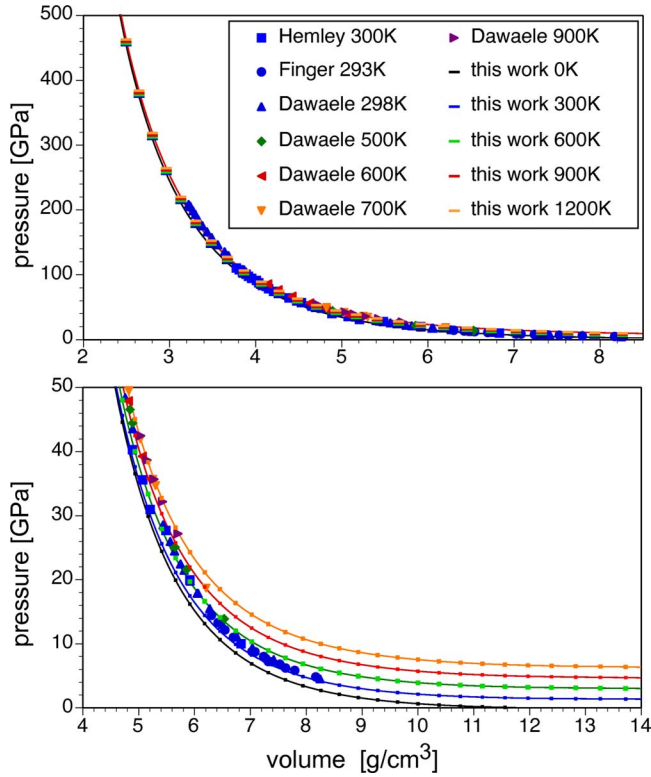 500
400
300
200
100
0
pressure [GPa]
Hemley 300K
Finger 293K
Dawaele 298K
Dawaele 500K
Dawaele 600K
Dawaele 700K
Dawaele 900K
this work 0K
this work 300K
this work 600K
this work 900K
this work 1200K
2 3 4 5 6 7 8
50
40
30
20
10
0
pressure [GPa]
4 5 6 7 8 9 10 11 12 13 14
volume [g/cm³]